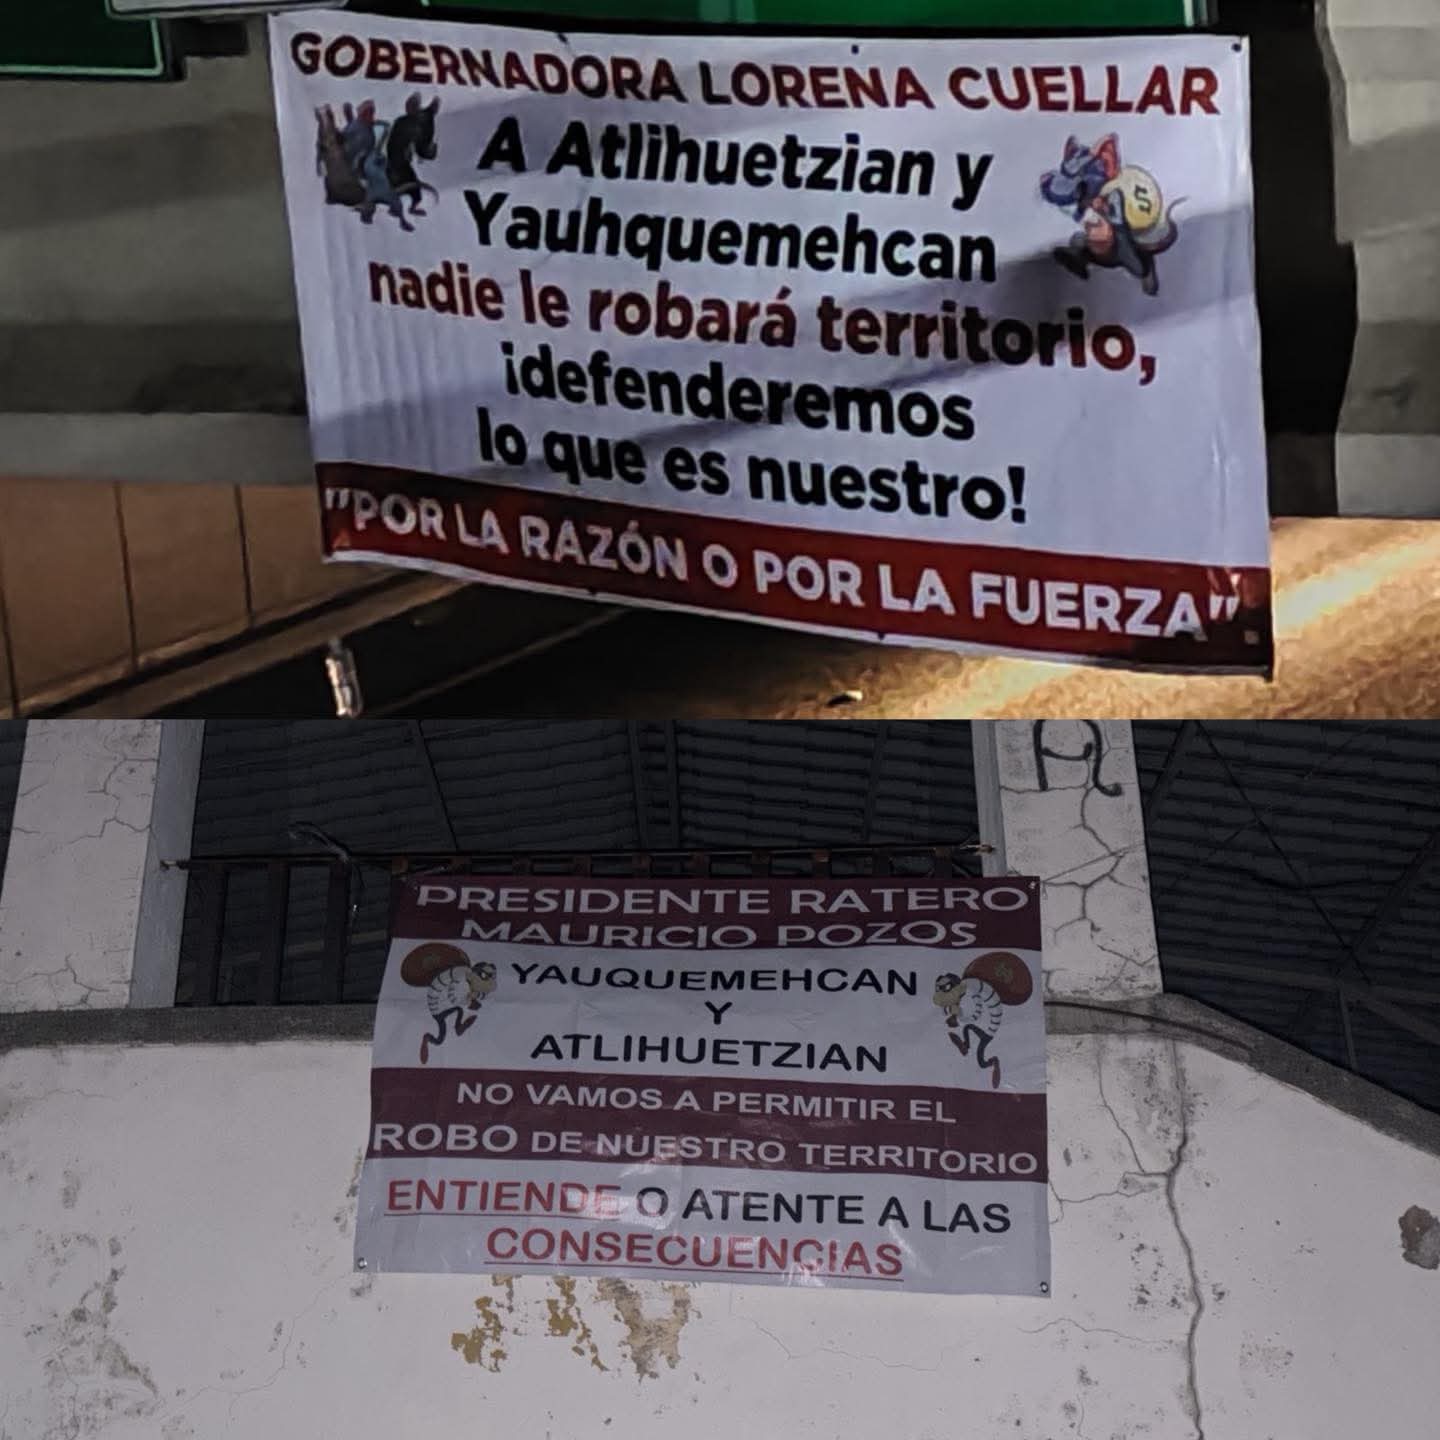 GOBERNADORA LORENA CUELLAR
A Atlihuetzian y
Yauhquemehcan
nadie le robará territorio,
¡defenderemos
lo que es nuestro!
"POR LA RAZÓN O POR LA FUERZA"
PRESIDENTE RATERO
MAURICIO POZOS
YAUQUEMEHCAN
Y
ATLIHUETZIAN
NO VAMOS A PERMITIR EL
ROBO DE NUESTRO TERRITORIO
ENTIENDE O ATENTE A LAS
CONSECUENCIAS